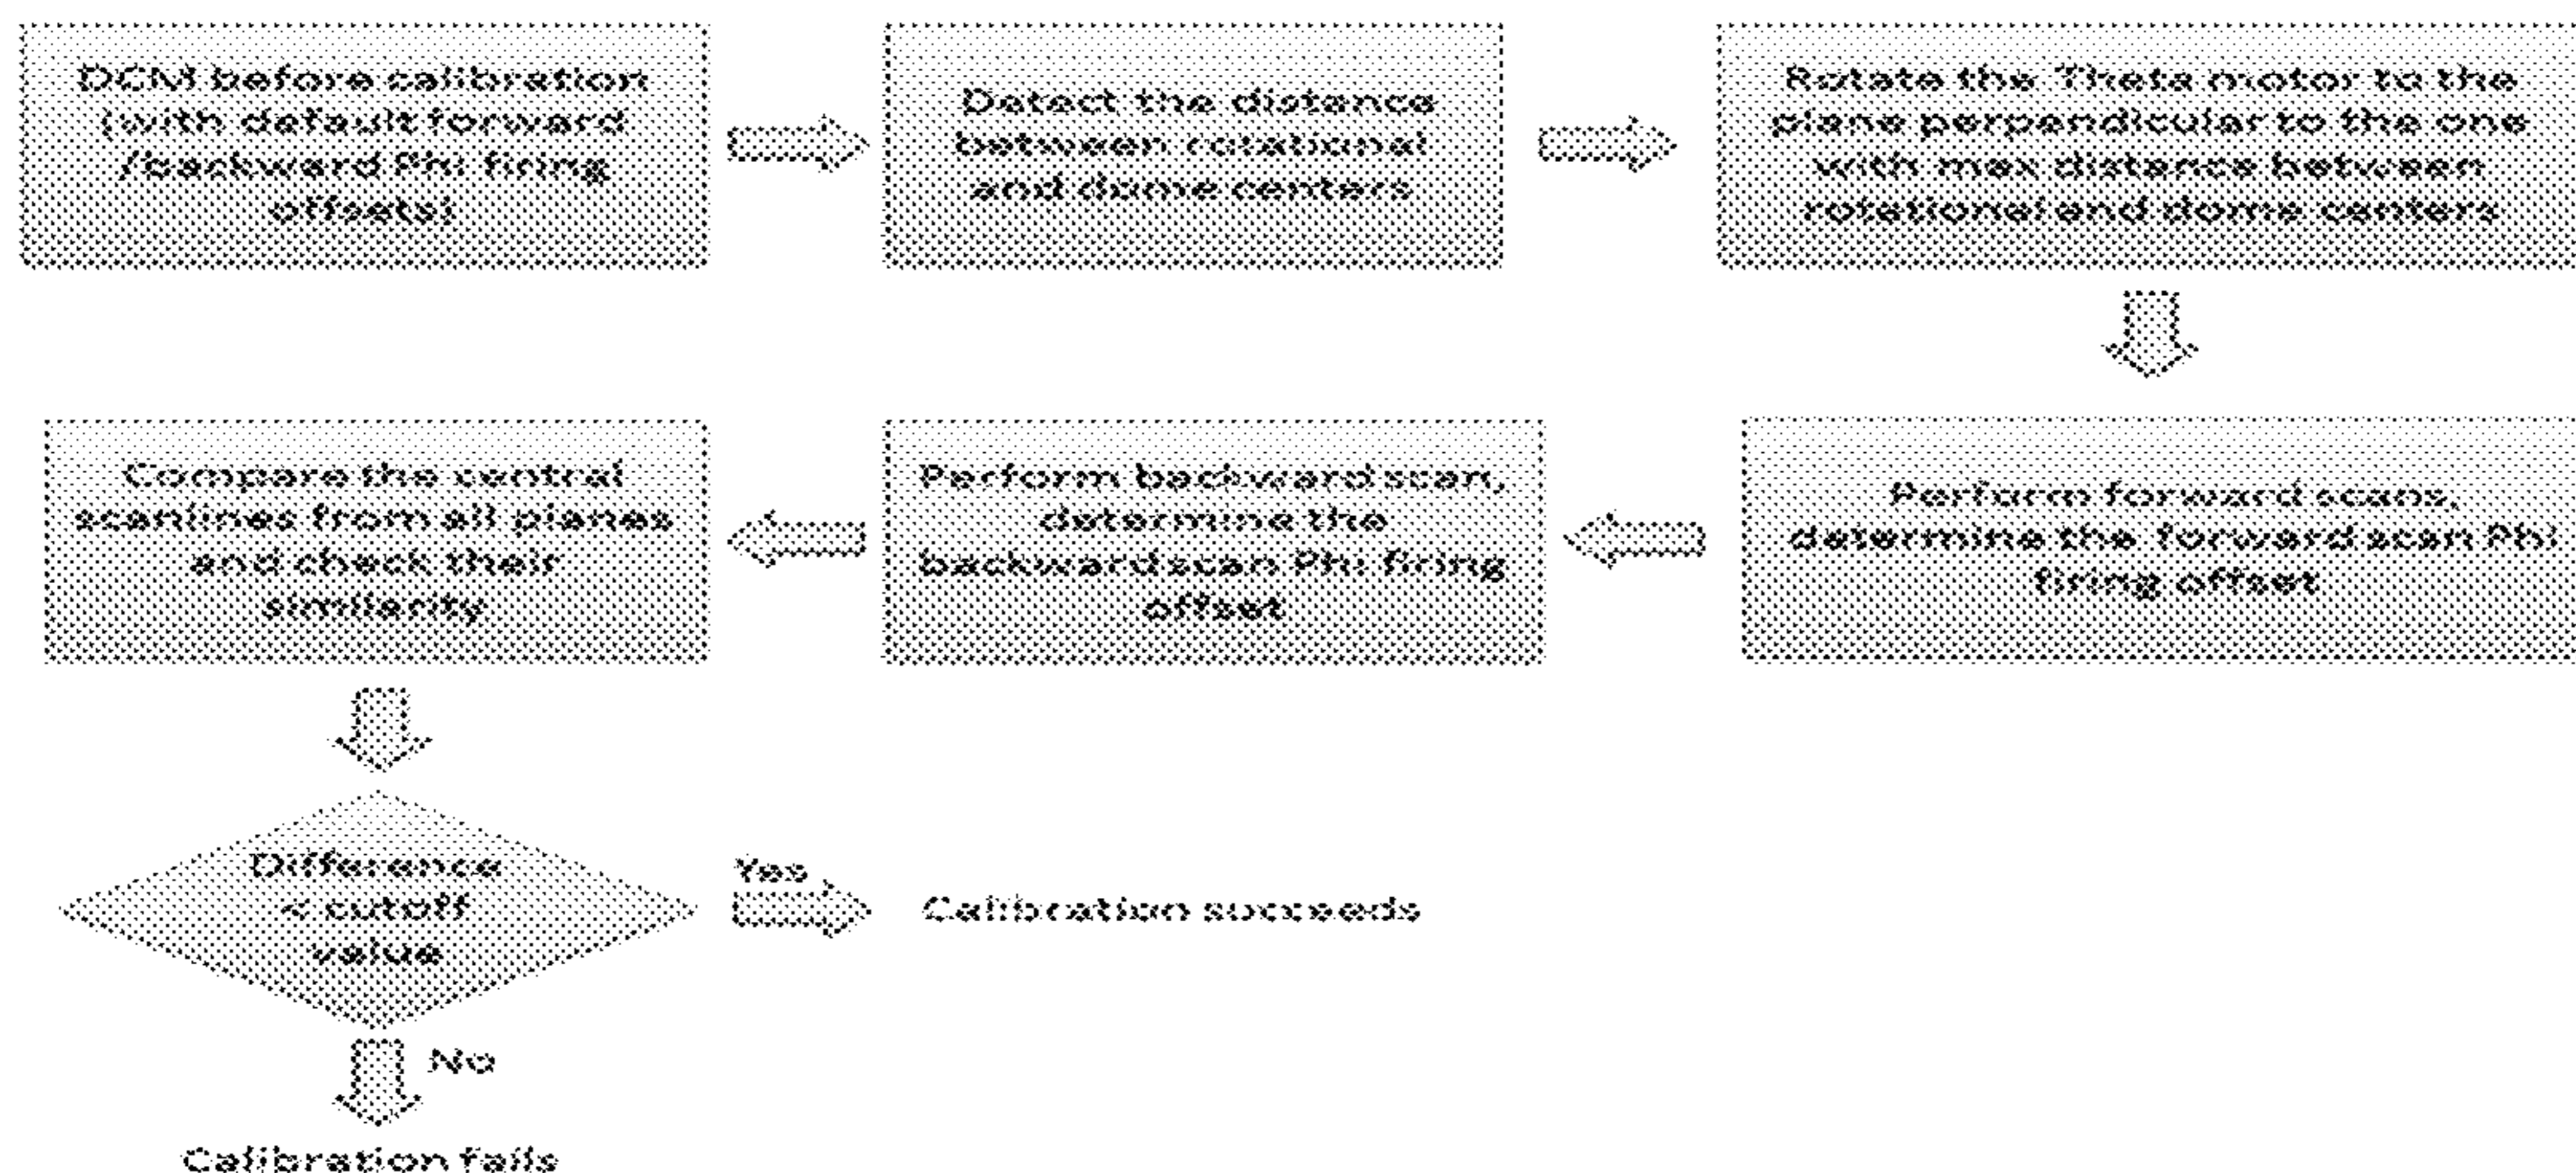 DCM before calibration
(with default forward
/backward Phi firing
offsets)
Detect the distance
between rotational
and dome centers
Rotate the Theta motor to the
plane perpendicular to the one
with max distance between
rotational and dome centers
Perform forward scans,
determine the forward scan Phi
firing offset
Perform backward scan,
determine the
backward scan Phi firing
offset
Compare the central
scanlines from all planes
and check their
similarity
Difference
< cutoff
value
Yes
Calibration succeeds
No
Calibration fails